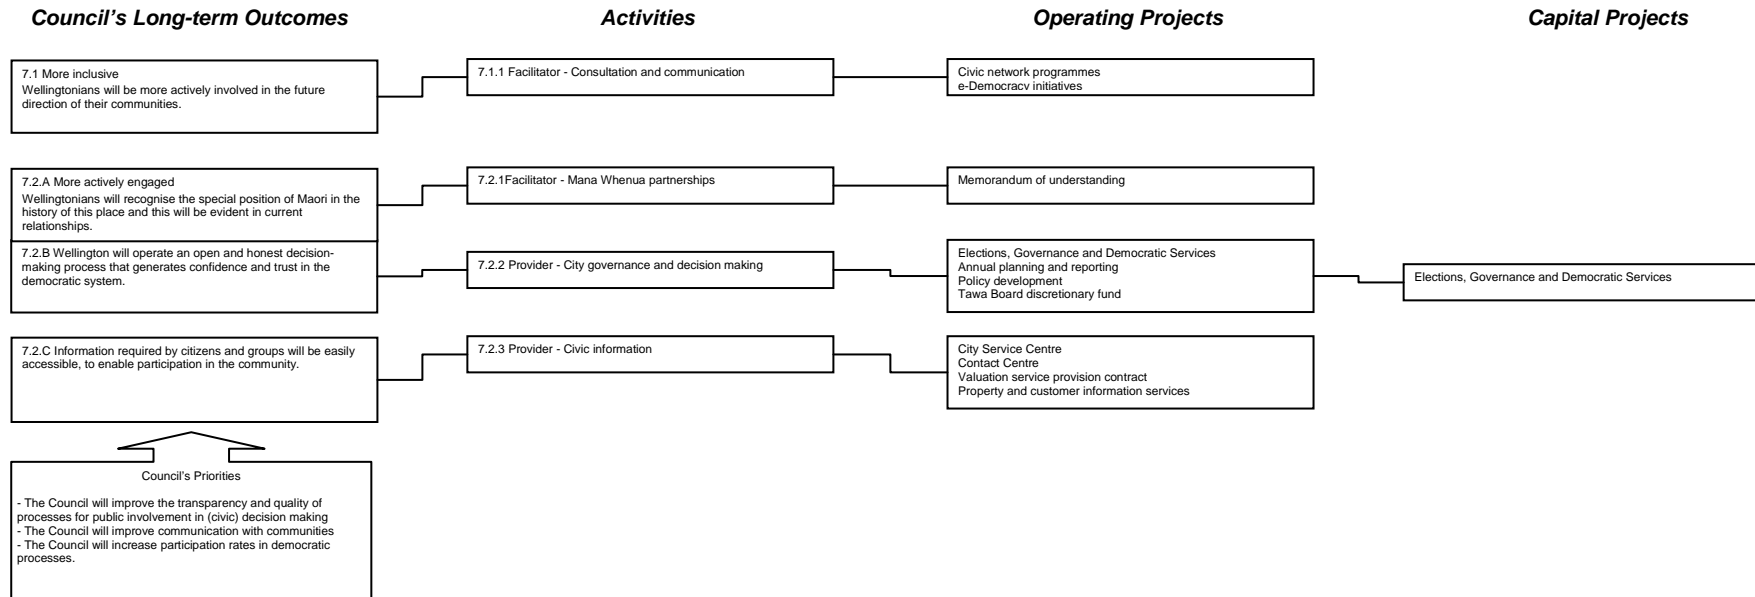 Council's Long-term Outcomes
Activities
Operating Projects
Capital Projects
7.1 More inclusive
Wellingtonians will be more actively involved in the future
direction of their communities.
7.1.1 Facilitator - Consultation and communication
Civic network programmes
e-Democracy initiatives
7.2.A More actively engaged
Wellingtonians will recognise the special position of Maori in the
history of this place and this will be evident in current
relationships.
7.2.1Facilitator - Mana Whenua partnerships
Memorandum of understanding
7.2.B Wellington will operate an open and honest decision-
making process that generates confidence and trust in the
democratic system.
7.2.2 Provider - City governance and decision making
Elections, Governance and Democratic Services
Annual planning and reporting
Policy development
Tawa Board discretionary fund
Elections, Governance and Democratic Services
7.2.C Information required by citizens and groups will be easily
accessible, to enable participation in the community.
7.2.3 Provider - Civic information
City Service Centre
Contact Centre
Valuation service provision contract
Property and customer information services
Council's Priorities
- The Council will improve the transparency and quality of
processes for public involvement in (civic) decision making
- The Council will improve communication with communities
- The Council will increase participation rates in democratic
processes.